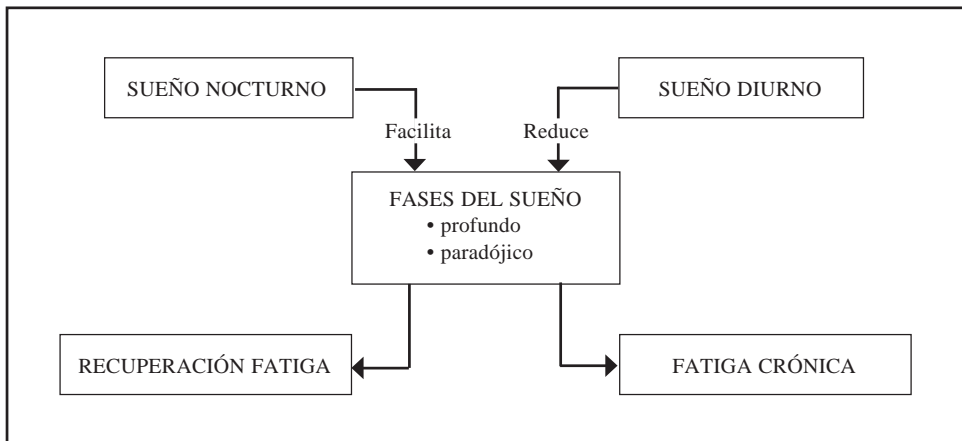 SUEÑO NOCTURNO
SUEÑO DIURNO
Facilita
Reduce
FASES DEL SUEÑO
• profundo
• paradójico
RECUPERACIÓN FATIGA
FATIGA CRÓNICA